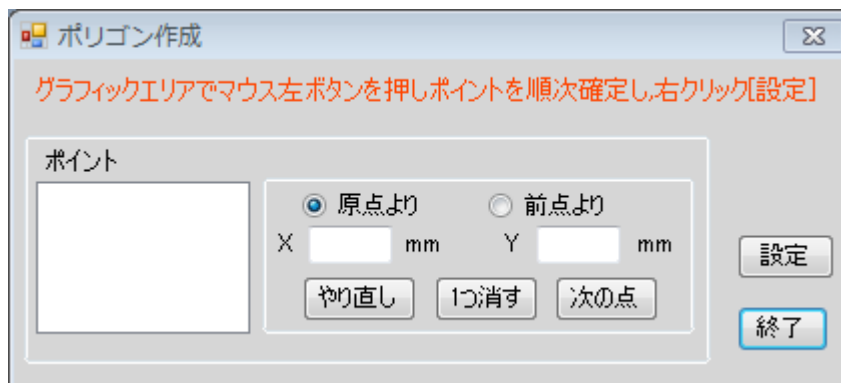 ポリゴン作成
グラフィックエリアでマウス左ボタンを押しポイントを順次確定し,右クリック[設定]
ポイント
原点より 前点より
X mm Y mm
やり直し 1つ消す 次の点
設定
終了